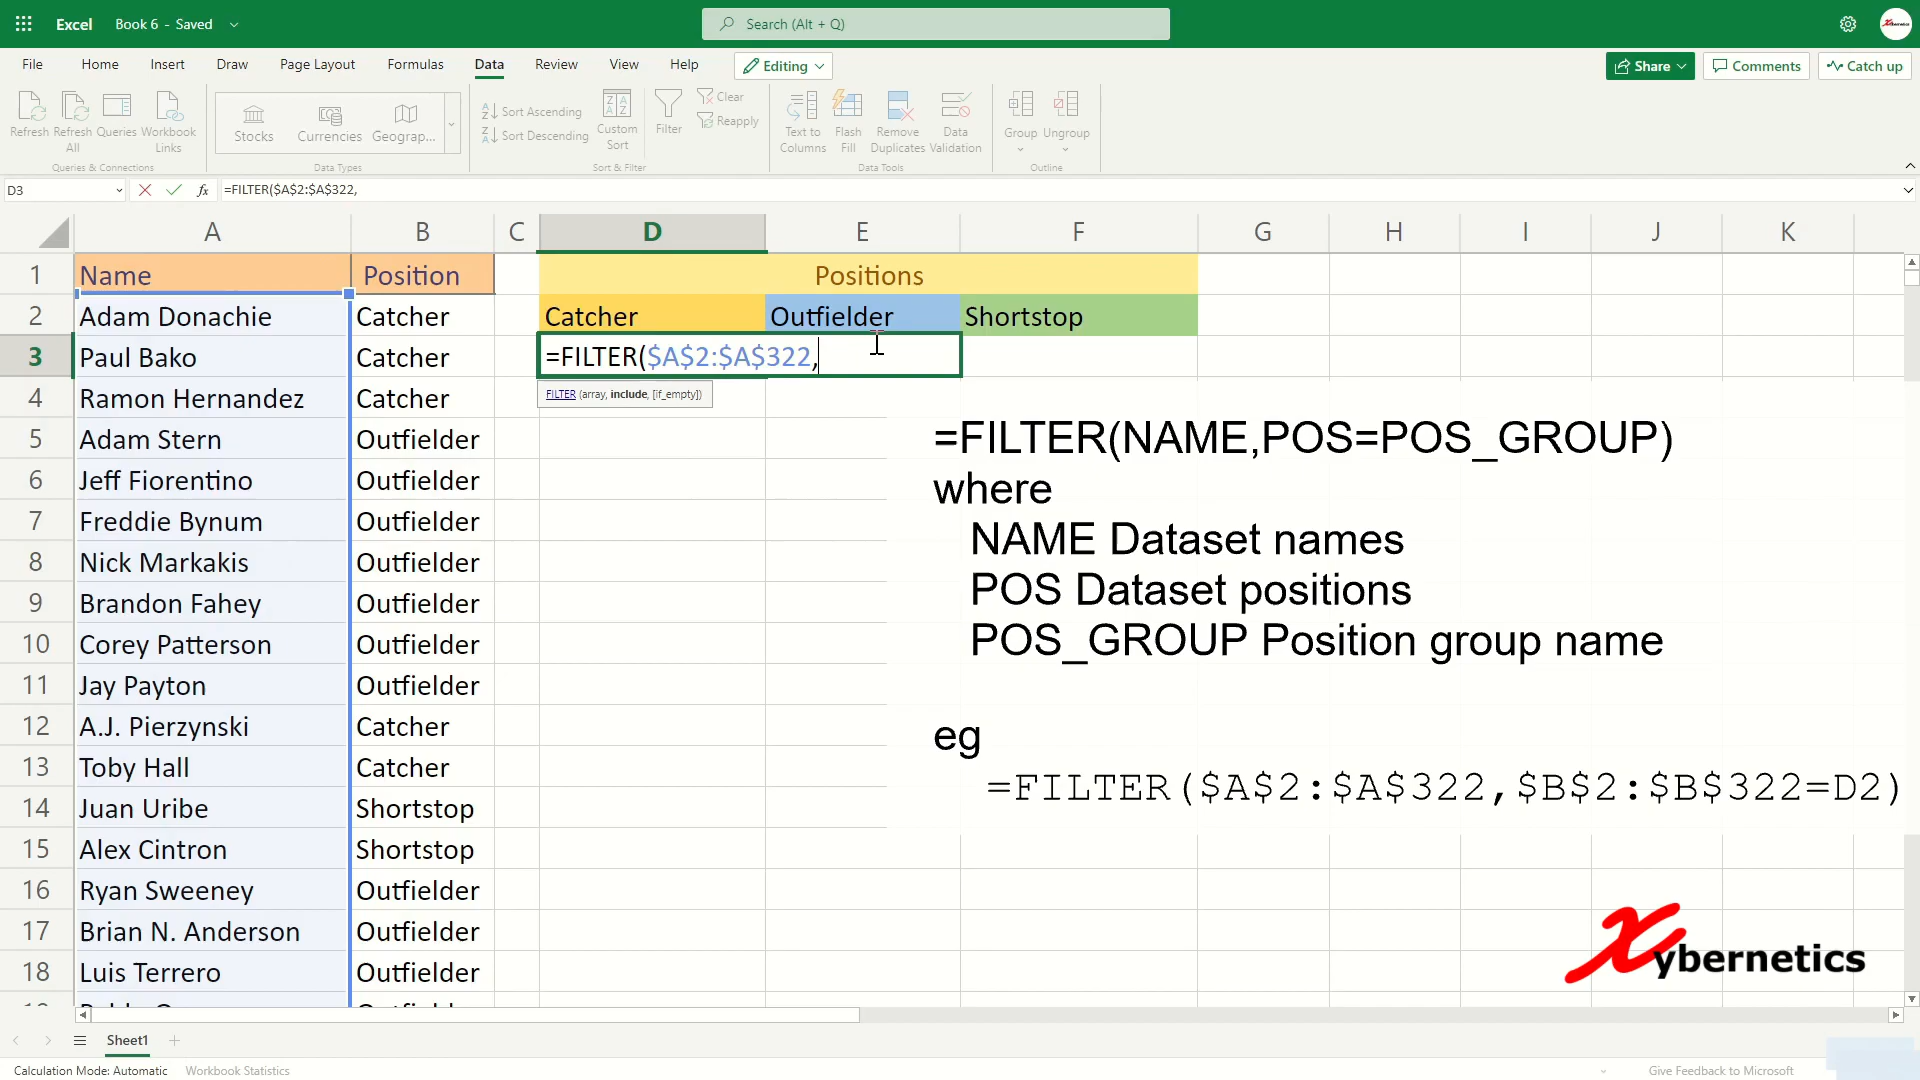 Excel
Book 6 - Saved
Search (Alt + Q)
File Home Insert Draw Page Layout Formulas Data Review View Help Editing Share Comments Catch up
Refresh
Refresh All
Queries
Workbook Links
Queries & Connections
Stocks
Currencies
Geograp...
Data Types
Sort Ascending
Sort Descending
Custom Sort
Filter
Clear
Reapply
Sort & Filter
Text to Columns
Flash Fill
Remove Duplicates
Data Validation
Data Tools
Group
Ungroup
Outline
D3
fx
=FILTER($A$2:$A$322,
A B C D E F G H I J K
1 Name Position Positions
2 Adam Donachie Catcher Catcher Outfielder Shortstop
3 Paul Bako Catcher =FILTER($A$2:$A$322,
FILTER (array, include, [if_empty])
4 Ramon Hernandez Catcher
5 Adam Stern Outfielder
6 Jeff Fiorentino Outfielder
7 Freddie Bynum Outfielder
8 Nick Markakis Outfielder
9 Brandon Fahey Outfielder
10 Corey Patterson Outfielder
11 Jay Payton Outfielder
12 A.J. Pierzynski Catcher
13 Toby Hall Catcher
14 Juan Uribe Shortstop
15 Alex Cintron Shortstop
16 Ryan Sweeney Outfielder
17 Brian N. Anderson Outfielder
18 Luis Terrero Outfielder
=FILTER(NAME,POS=POS_GROUP)
where
NAME Dataset names
POS Dataset positions
POS_GROUP Position group name
eg
=FILTER($A$2:$A$322,$B$2:$B$322=D2)
Xybernetics
Sheet1
Calculation Mode: Automatic Workbook Statistics Give Feedback to Microsoft